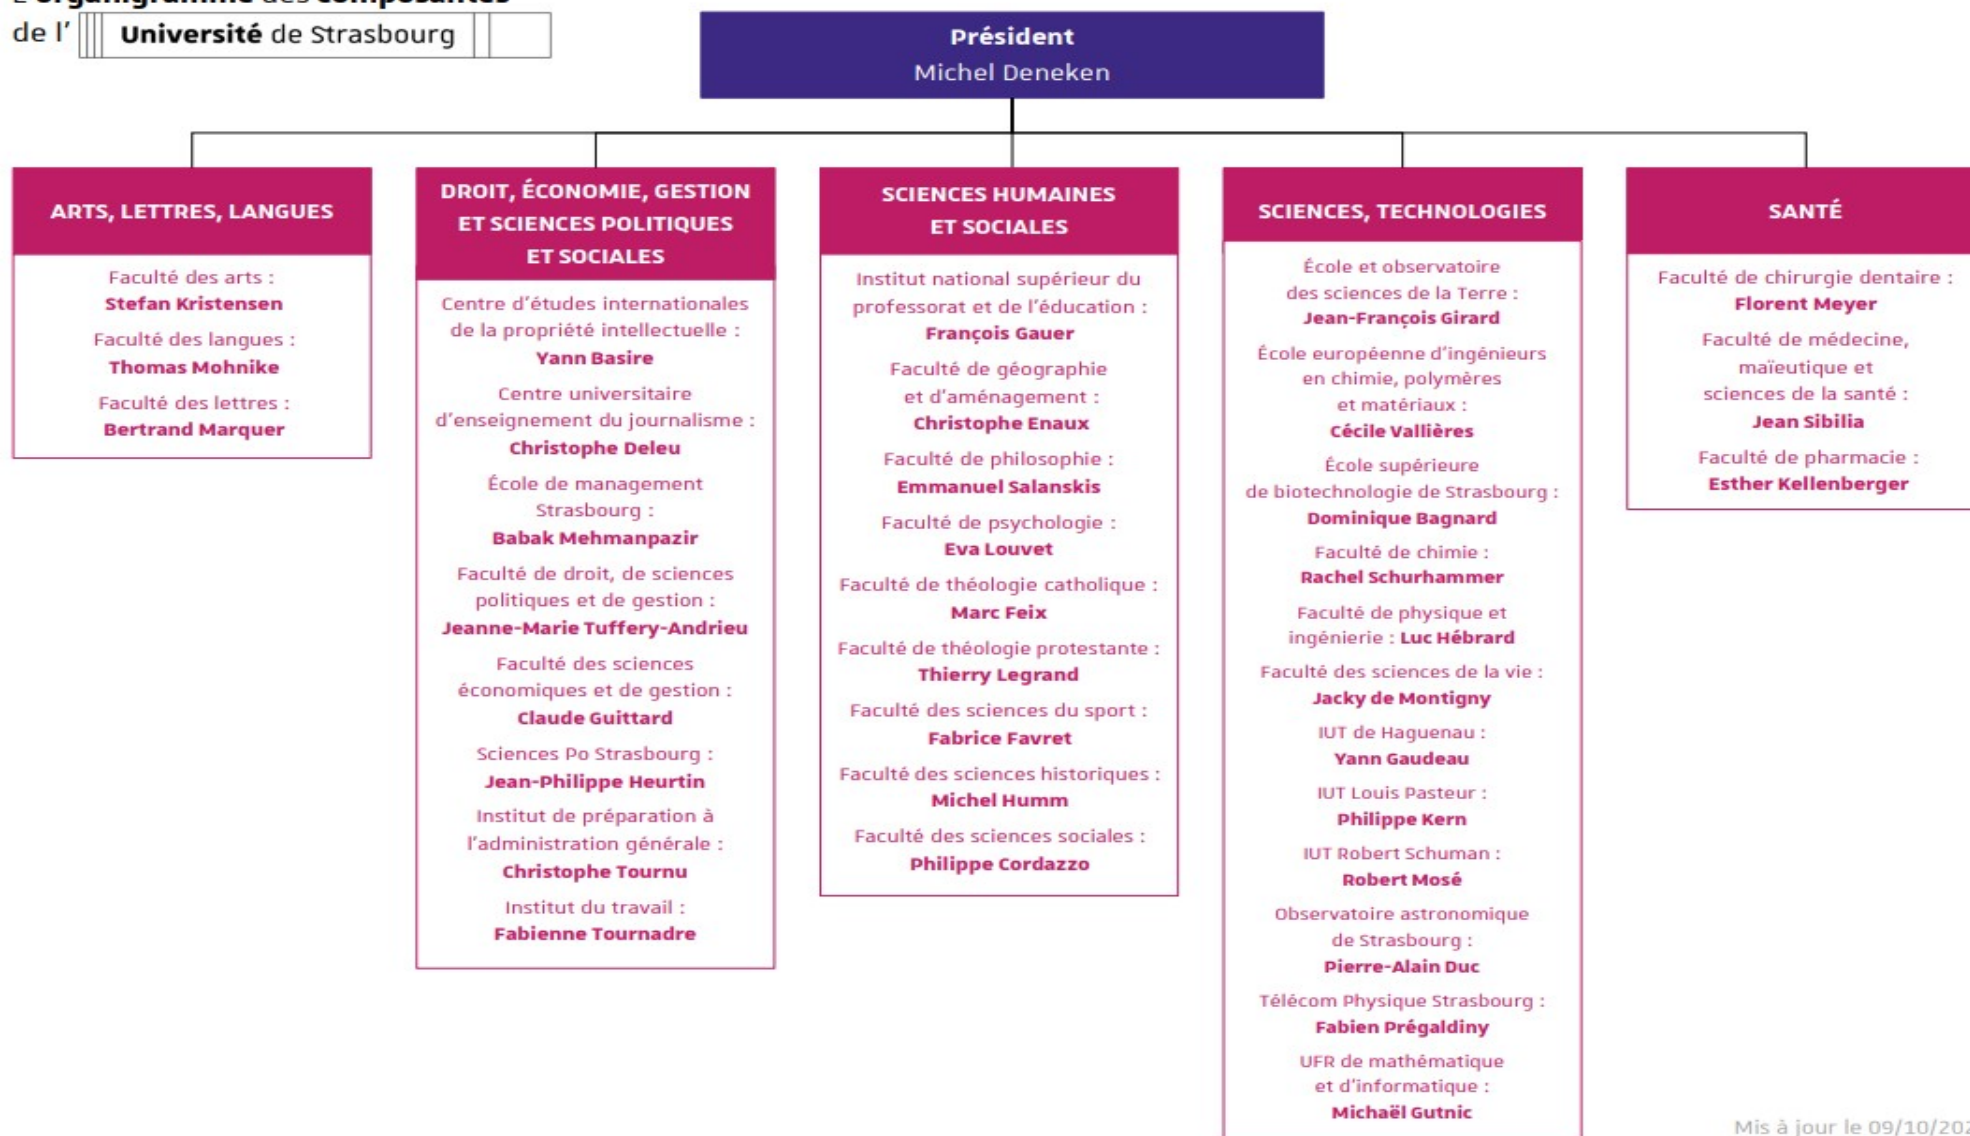 L'organigramme des composantes
de l' Université de Strasbourg
Président
Michel Deneken
ARTS, LETTRES, LANGUES
Faculté des arts :
Stefan Kristensen
Faculté des langues :
Thomas Mohnike
Faculté des lettres :
Bertrand Marquer
DROIT, ÉCONOMIE, GESTION
ET SCIENCES POLITIQUES
ET SOCIALES
Centre d'études internationales
de la propriété intellectuelle :
Yann Basire
Centre universitaire
d'enseignement du journalisme :
Christophe Deleu
École de management
Strasbourg :
Babak Mehmanpazir
Faculté de droit, de sciences
politiques et de gestion :
Jeanne-Marie Tuffery-Andrieu
Faculté des sciences
économiques et de gestion :
Claude Guittard
Sciences Po Strasbourg :
Jean-Philippe Heurtin
Institut de préparation à
l'administration générale :
Christophe Tournu
Institut du travail :
Fabienne Tournadre
SCIENCES HUMAINES
ET SOCIALES
Institut national supérieur du
professorat et de l'éducation :
François Gauer
Faculté de géographie
et d'aménagement :
Christophe Enaux
Faculté de philosophie :
Emmanuel Salanskis
Faculté de psychologie :
Eva Louvet
Faculté de théologie catholique :
Marc Feix
Faculté de théologie protestante :
Thierry Legrand
Faculté des sciences du sport :
Fabrice Favret
Faculté des sciences historiques :
Michel Humm
Faculté des sciences sociales :
Philippe Cordazzo
SCIENCES, TECHNOLOGIES
École et observatoire
des sciences de la Terre :
Jean-François Girard
École européenne d'ingénieurs
en chimie, polymères
et matériaux :
Cécile Vallières
École supérieure
de biotechnologie de Strasbourg :
Dominique Bagnard
Faculté de chimie :
Rachel Schurhammer
Faculté de physique et
ingénierie : Luc Hébrard
Faculté des sciences de la vie :
Jacky de Montigny
IUT de Haguenau :
Yann Gaudeau
IUT Louis Pasteur :
Philippe Kern
IUT Robert Schuman :
Robert Mosé
Observatoire astronomique
de Strasbourg :
Pierre-Alain Duc
Télécom Physique Strasbourg :
Fabien Prégaldiny
UFR de mathématique
et d'informatique :
Michaël Gutnic
SANTÉ
Faculté de chirurgie dentaire :
Florent Meyer
Faculté de médecine,
maïeutique et
sciences de la santé :
Jean Sibilia
Faculté de pharmacie :
Esther Kellenberger
Mis à jour le 09/10/202